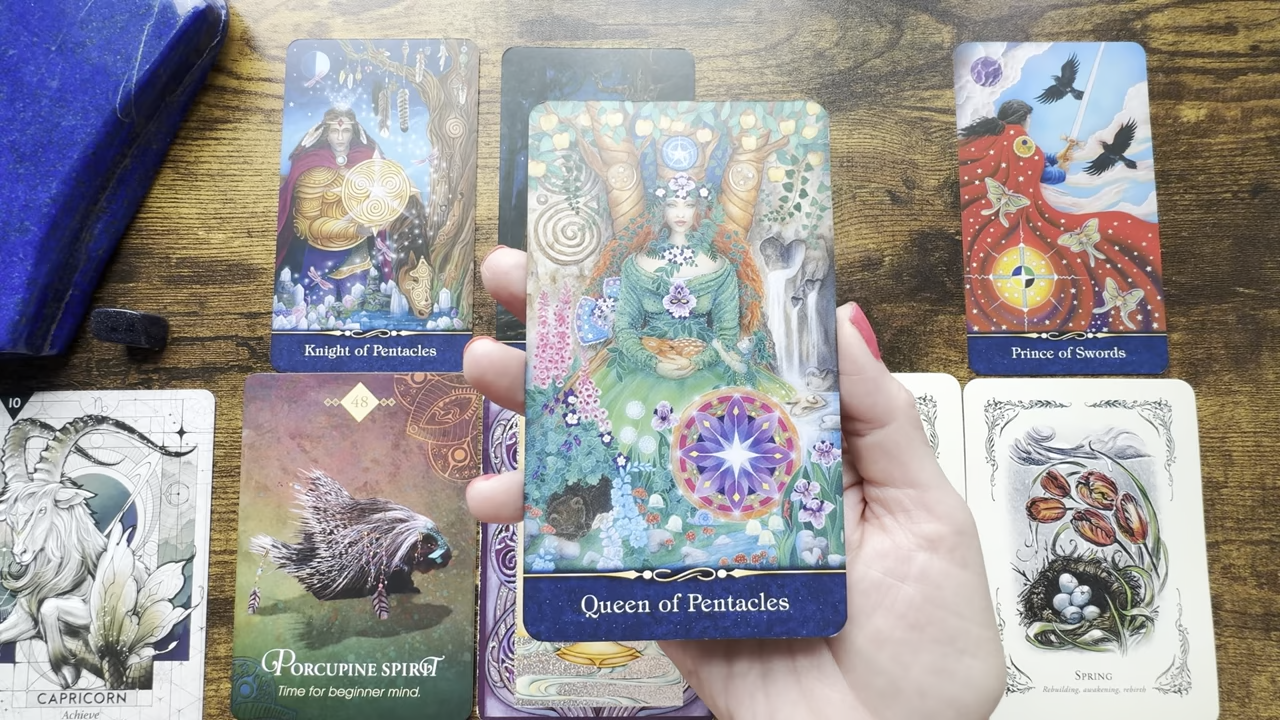 Knight of Pentacles
Prince of Swords
Queen of Pentacles
10
CAPRICORN
Achieve
48
PORCUPINE SPIRIT
Time for beginner mind.
SPRING
Rebuilding, awakening, rebirth